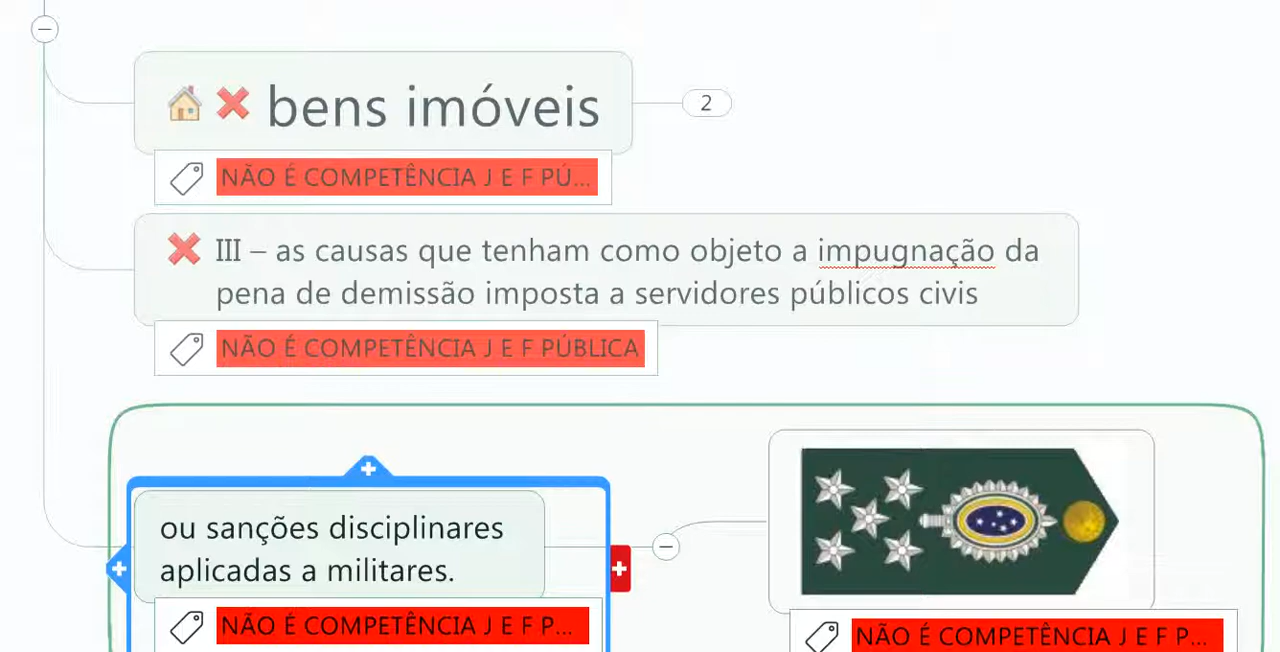 bens imóveis
2
NÃO É COMPETÊNCIA J E F PÚ...
III – as causas que tenham como objeto a impugnação da
pena de demissão imposta a servidores públicos civis
NÃO É COMPETÊNCIA J E F PÚBLICA
ou sanções disciplinares
aplicadas a militares.
NÃO É COMPETÊNCIA J E F P...
NÃO É COMPETÊNCIA J E F P...